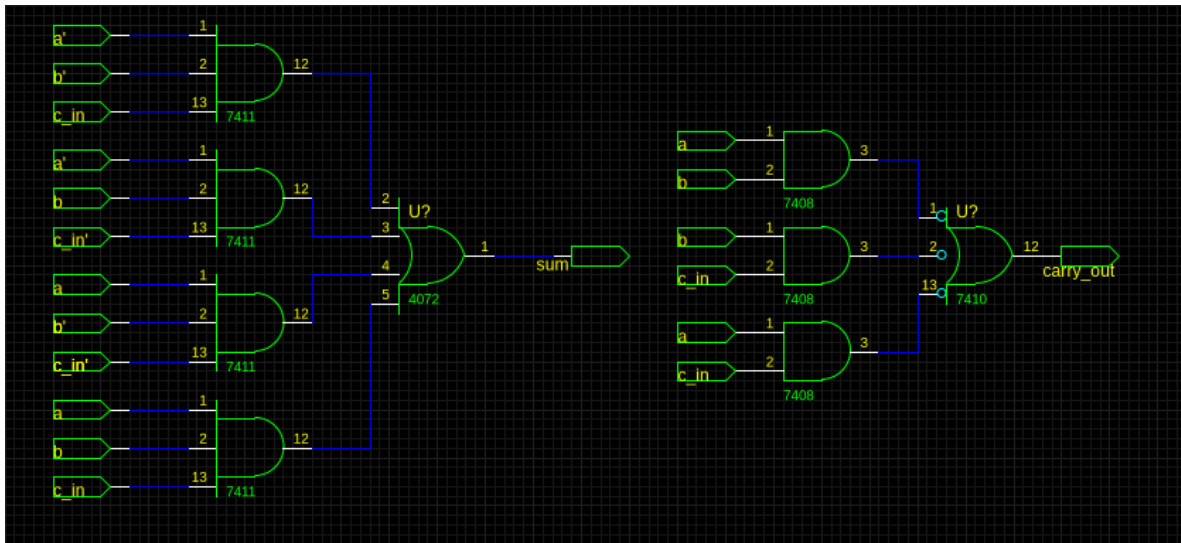 a' 1
b' 2 12
c_in 13
7411
a' 1
b 2 12
c_in' 13
7411
a 1
b' 2 12
c_in' 13
7411
a 1
b 2 12
c_in 13
7411
2 U?
3
4
5
1
4072
sum
a 1
b 2 3
7408
b 1
c_in 2 3
7408
a 1
c_in 2 3
7408
1 U?
2 12
13
7410
carry_out